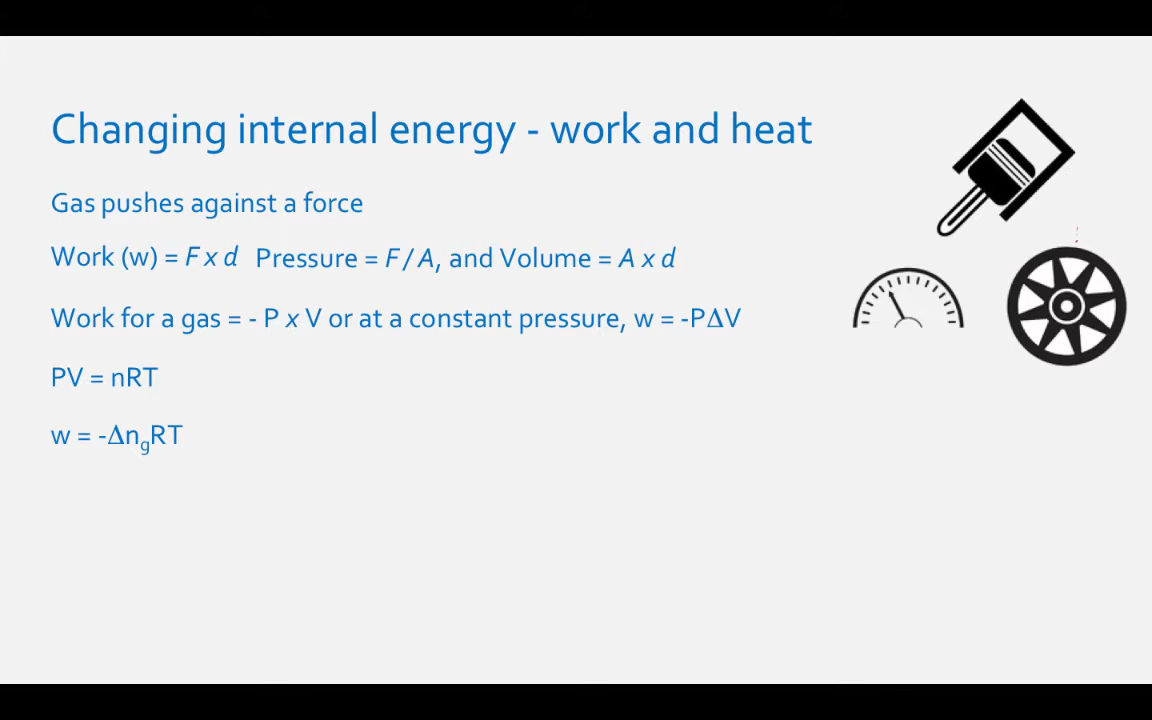 Changing internal energy - work and heat
Gas pushes against a force
Work (w) = F x d Pressure = F / A, and Volume = A x d
Work for a gas = - P x V or at a constant pressure, w = -PΔV
PV = nRT
w = -Δn₉RT